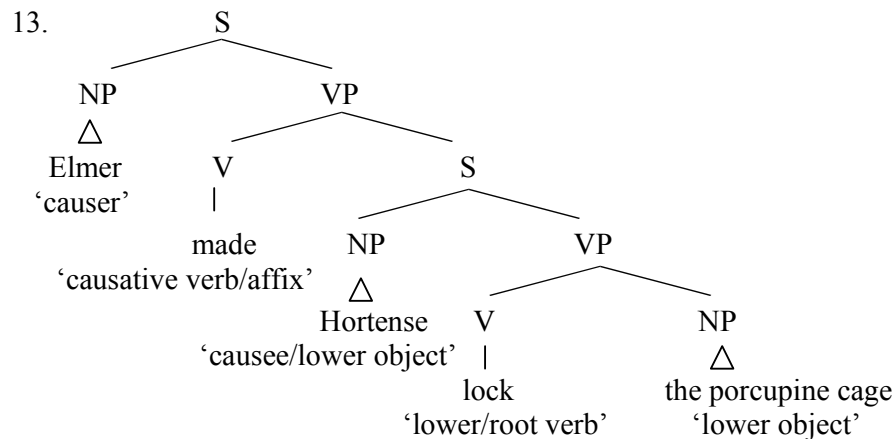 13. S
NP VP
Elmer V S
‘causer’
made NP VP
‘causative verb/affix’
Hortense V NP
‘causee/lower object’
lock the porcupine cage
‘lower/root verb’ ‘lower object’